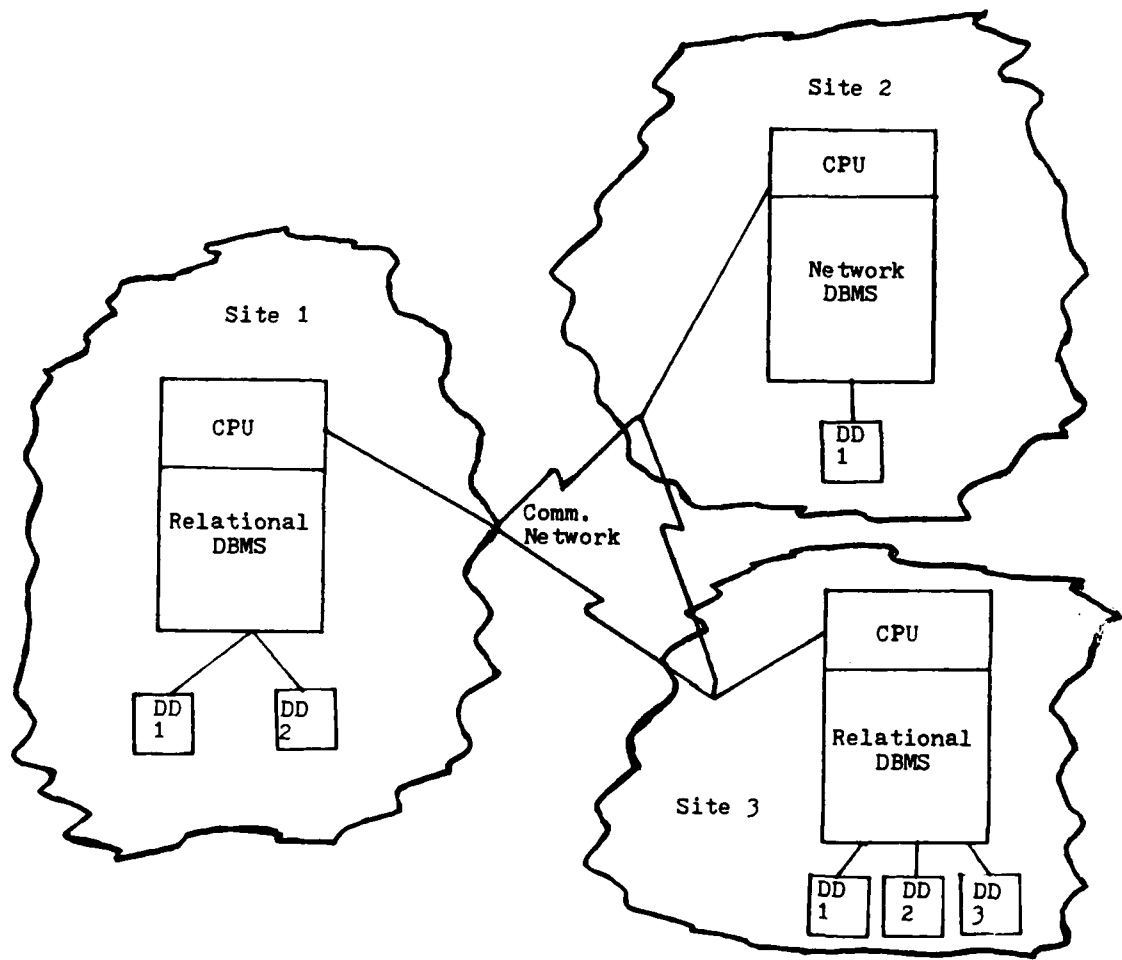 Site 1
CPU
Relational
DBMS
DD
1
DD
2
Comm.
Network
Site 2
CPU
Network
DBMS
DD
1
Site 3
CPU
Relational
DBMS
DD
1
DD
2
DD
3